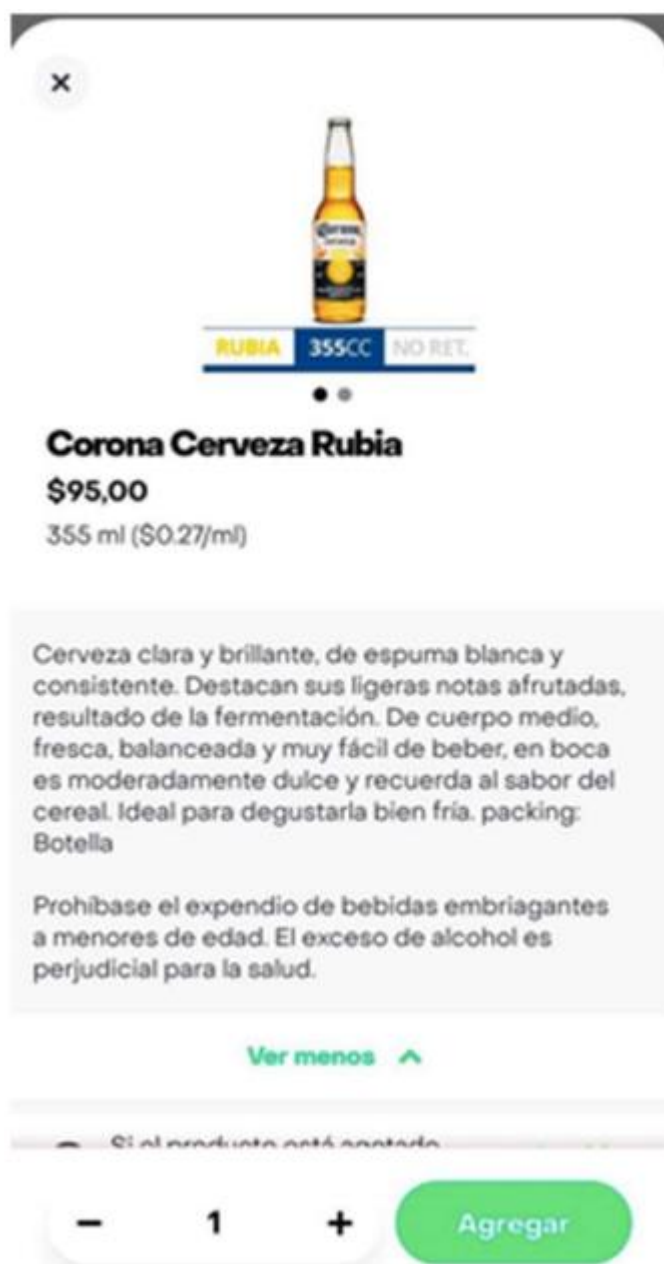 Corona
cerveza
RUBIA 355CC NO RET.
Corona Cerveza Rubia
$95,00
355 ml ($0.27/ml)
Cerveza clara y brillante, de espuma blanca y
consistente. Destacan sus ligeras notas afrutadas,
resultado de la fermentación. De cuerpo medio,
fresca, balanceada y muy fácil de beber, en boca
es moderadamente dulce y recuerda al sabor del
cereal. Ideal para degustarla bien fría. packing:
Botella
Prohíbase el expendio de bebidas embriagantes
a menores de edad. El exceso de alcohol es
perjudicial para la salud.
Ver menos
Si el producto está agotado
− 1 + Agregar